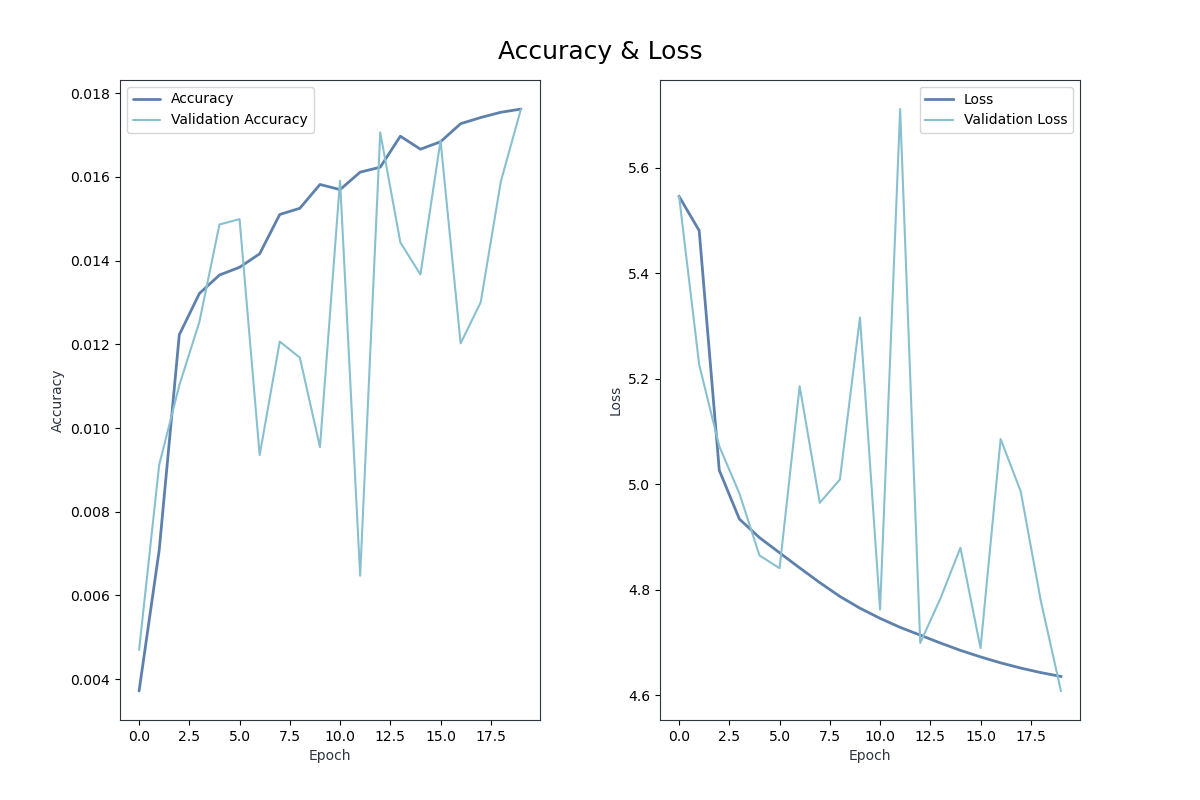 Accuracy & Loss
Accuracy
Validation Accuracy
0.018
0.016
0.014
0.012
0.010
0.008
0.006
0.004
Accuracy
0.0 2.5 5.0 7.5 10.0 12.5 15.0 17.5
Epoch
Loss
Validation Loss
5.6
5.4
5.2
5.0
4.8
4.6
Loss
0.0 2.5 5.0 7.5 10.0 12.5 15.0 17.5
Epoch